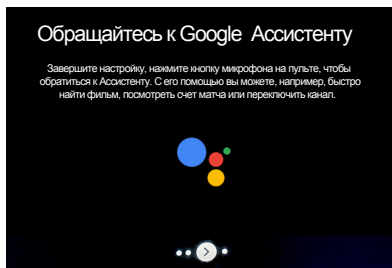 Обращайтесь к Google Ассистенту
Завершите настройку, нажмите кнопку микрофона на пульте, чтобы
обратиться к Ассистенту. С его помощью вы можете, например, быстро
найти фильм, посмотреть счет матча или переключить канал.